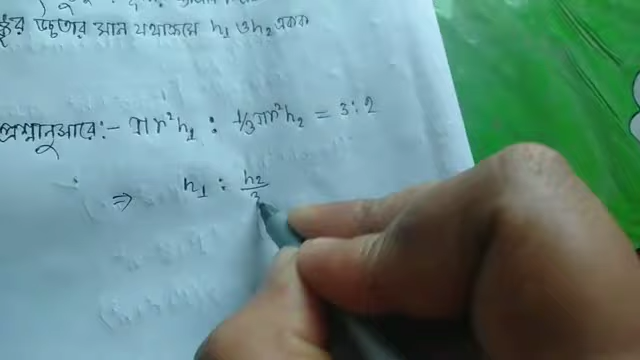 উচ্চতার মান যথাক্রমে h₁ ও h₂ একক
প্রশ্নানুসারে:- πr²h₁ : 1/3πr²h₂ = 3:2
⇒ h₁ : h₂/3